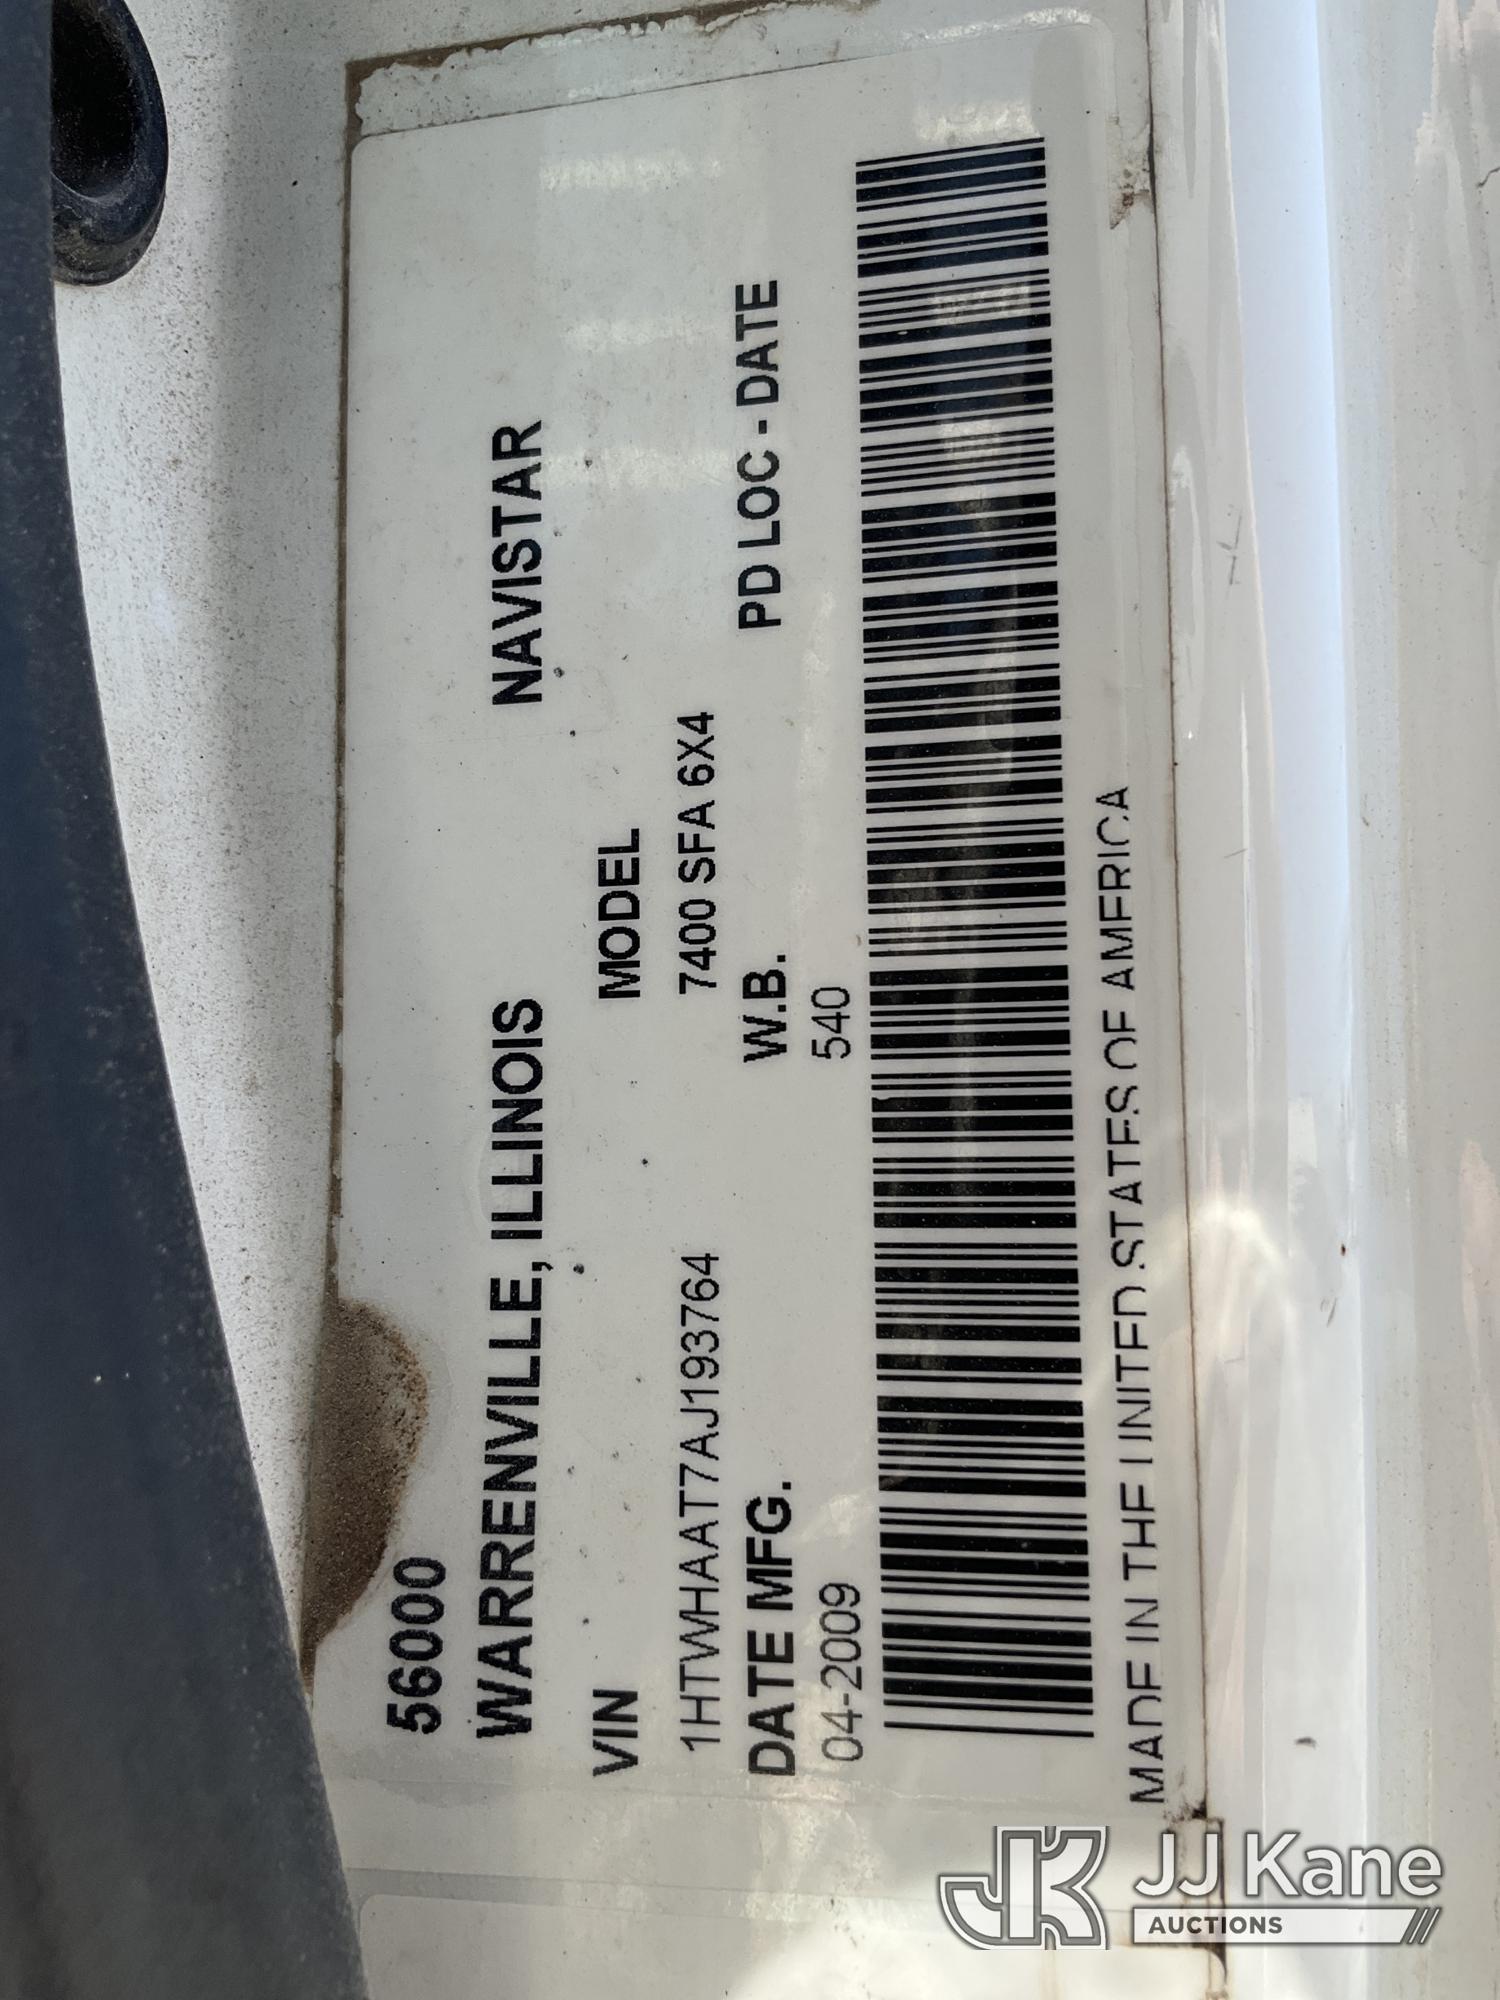 56000
WARRENVILLE, ILLINOIS NAVISTAR
VIN MODEL
1HTWHAAT7AJ193764 7400 SFA 6X4
DATE MFG. W.B. PD LOC - DATE
04-2009 540
MADE IN THE UNITED STATES OF AMERICA
JK JJ Kane
AUCTIONS